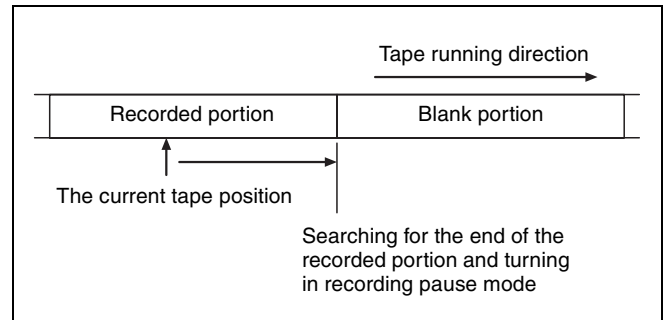 Tape running direction
Recorded portion
Blank portion
The current tape position
Searching for the end of the
recorded portion and turning
in recording pause mode